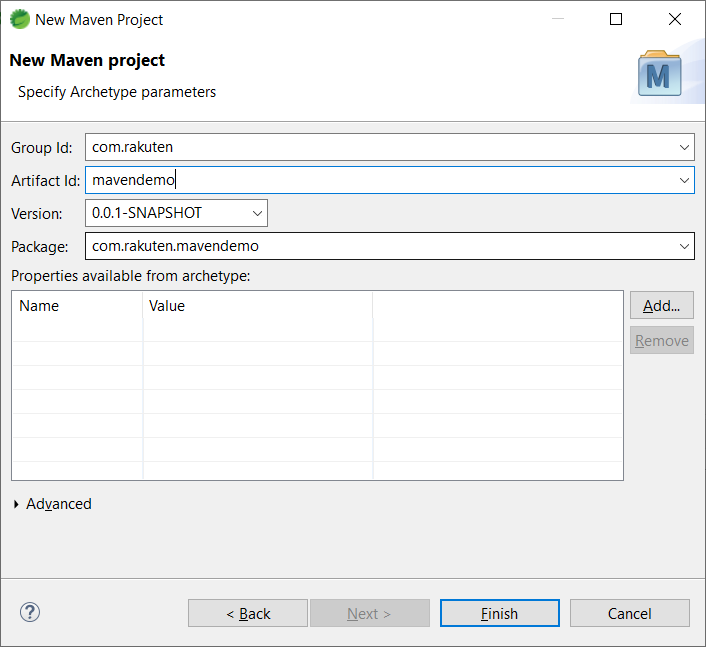 New Maven Project
New Maven project
Specify Archetype parameters
M
Group Id: com.rakuten
Artifact Id: mavendemo
Version: 0.0.1-SNAPSHOT
Package: com.rakuten.mavendemo
Properties available from archetype:
Name Value
Add...
Remove
Advanced
? < Back Next > Finish Cancel